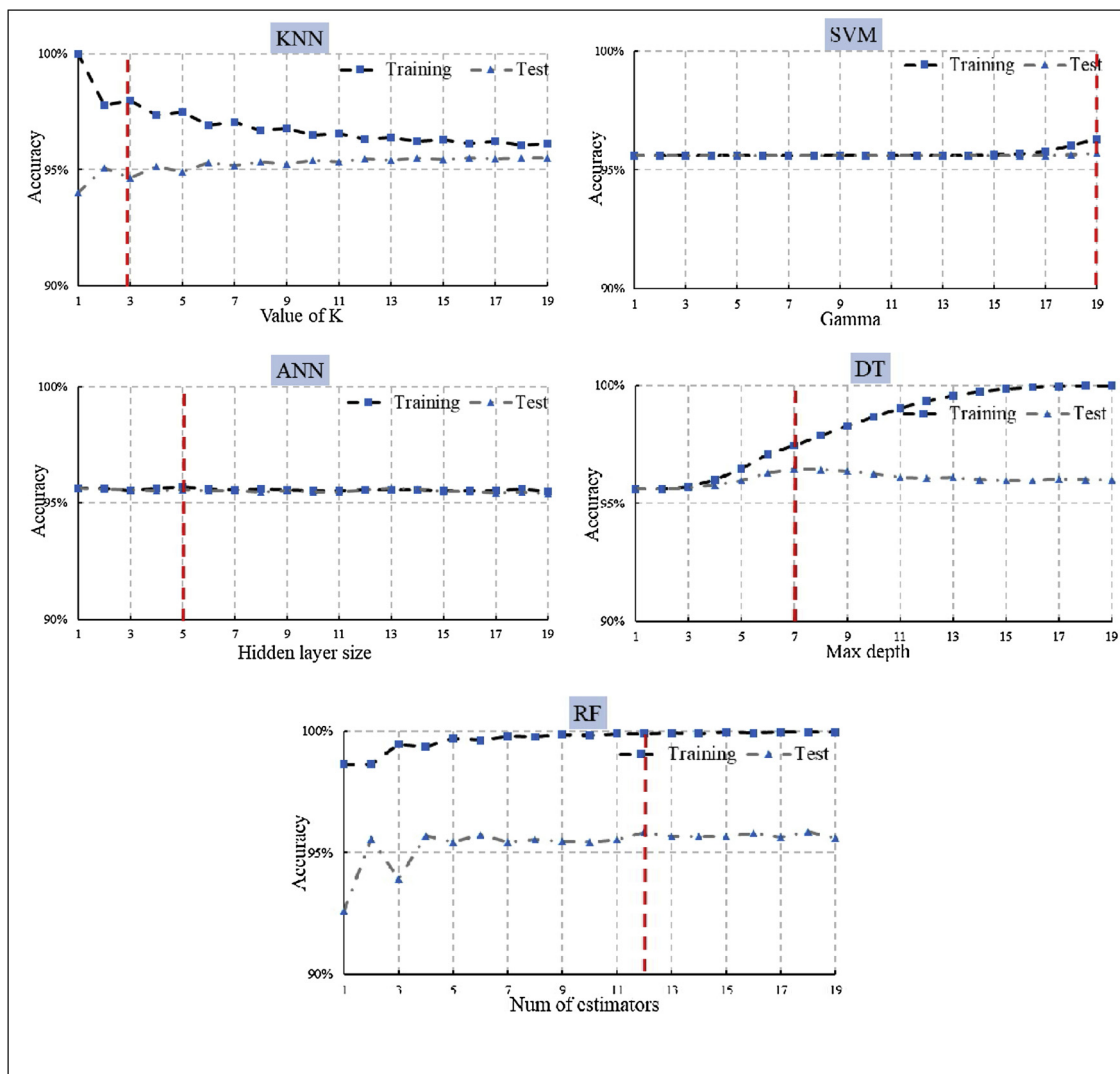 KNN
100%
Training
Test
Accuracy
95%
90%
1 3 5 7 9 11 13 15 17 19
Value of K
SVM
100%
Training
Test
Accuracy
95%
90%
1 3 5 7 9 11 13 15 17 19
Gamma
ANN
100%
Training
Test
Accuracy
95%
90%
1 3 5 7 9 11 13 15 17 19
Hidden layer size
DT
100%
Training
Test
Accuracy
95%
90%
1 3 5 7 9 11 13 15 17 19
Max depth
RF
100%
Training
Test
Accuracy
95%
90%
1 3 5 7 9 11 13 15 17 19
Num of estimators